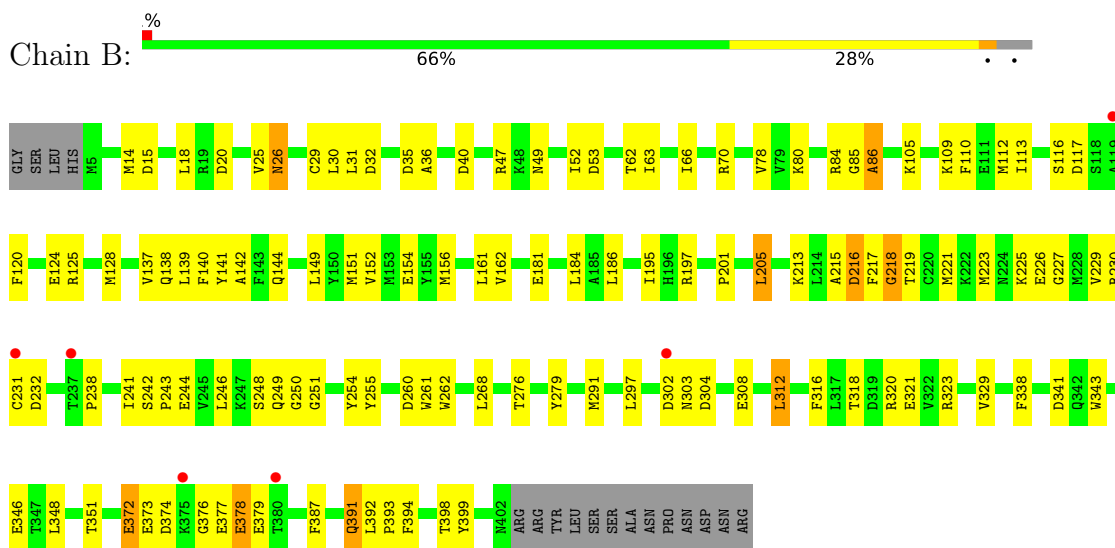 .%
Chain B:
66% 28% • •
GLY SER LEU HIS M5 M14 D15 L18 R19 D20 V25 N26 C29 L30 L31 D32 D35 A36 D40 R47 K48 N49 I52 D53 T62 I63 I66 R70 V78 V79 K80 R84 G85 A86 K105 K109 F110 E111 M112 I113 S116 D117 S118 A119
F120 E124 R125 M128 V137 Q138 L139 F140 Y141 A142 F143 Q144 L149 Y150 M151 V152 M153 E154 Y155 M156 L161 V162 E181 L184 A185 L186 I195 H196 R197 P201 L205 K213 L214 A215 D216 F217 G218 T219 C220 M221 K222 M223 N224 K225 E226 G227 M228 V229 R230
C231 D232 T237 P238 I241 S242 P243 E244 V245 L246 K247 S248 Q249 G250 G251 Y254 Y255 D260 W261 W262 L268 T276 Y279 M291 L297 D302 N303 D304 E308 L312 F316 L317 T318 D319 R320 E321 V322 R323 V329 F338 D341 Q342 W343
E346 T347 L348 T351 E372 E373 D374 K375 G376 E377 E378 E379 T380 F387 Q391 L392 P393 F394 T398 Y399 N402 ARG ARG TYR LEU SER SER ALA ASN PRO ASN ASP ASN ARG